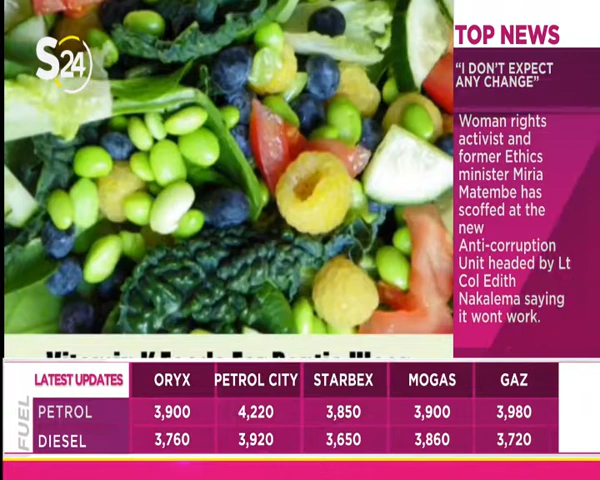 S24
TOP NEWS
“I DON’T EXPECT
ANY CHANGE”
Woman rights
activist and
former Ethics
minister Miria
Matembe has
scoffed at the
new
Anti-corruption
Unit headed by Lt
Col Edith
Nakalema saying
it wont work.
FUEL
LATEST UPDATES ORYX PETROL CITY STARBEX MOGAS GAZ
PETROL 3,900 4,220 3,850 3,900 3,980
DIESEL 3,760 3,920 3,650 3,860 3,720